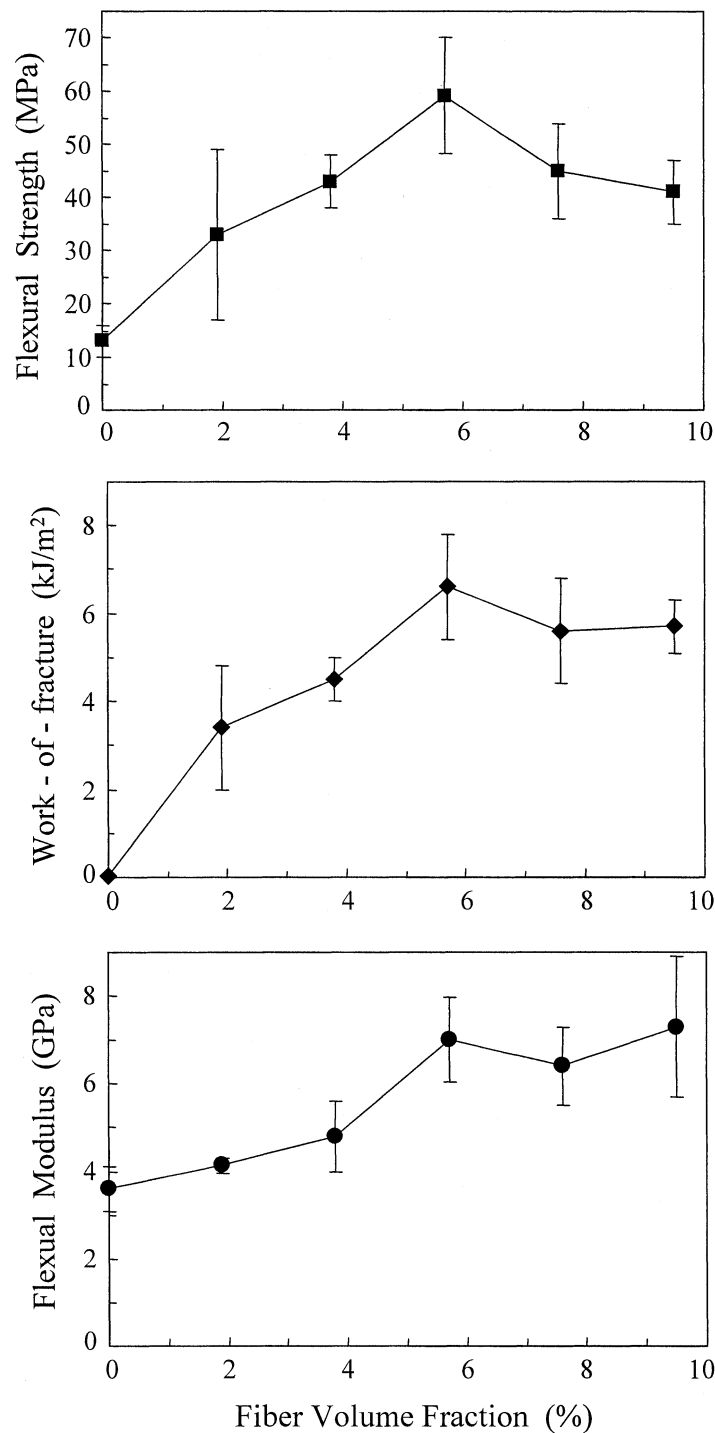 Flexural Strength (MPa)
70
60
50
40
30
20
10
0
0 2 4 6 8 10
Work - of - fracture (kJ/m²)
8
6
4
2
0
0 2 4 6 8 10
Flexual Modulus (GPa)
8
6
4
2
0
0 2 4 6 8 10
Fiber Volume Fraction (%)